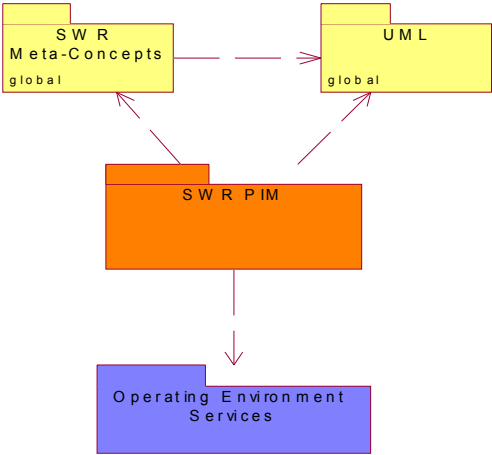 SWR
Meta-Concepts
global
UML
global
SWR PIM
Operating Environment
Services